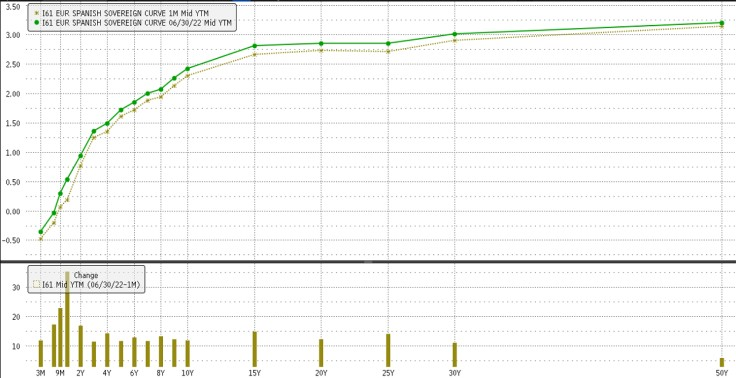 3.50
I61 EUR SPANISH SOVEREIGN CURVE 1M Mid YTM
I61 EUR SPANISH SOVEREIGN CURVE 06/30/22 Mid YTM
3.00
2.50
2.00
1.50
1.00
0.50
0.00
-0.50
Change
I61 Mid YTM (06/30/22-1M)
30
20
10
3M 9M 2Y 4Y 6Y 8Y 10Y 15Y 20Y 25Y 30Y 50Y